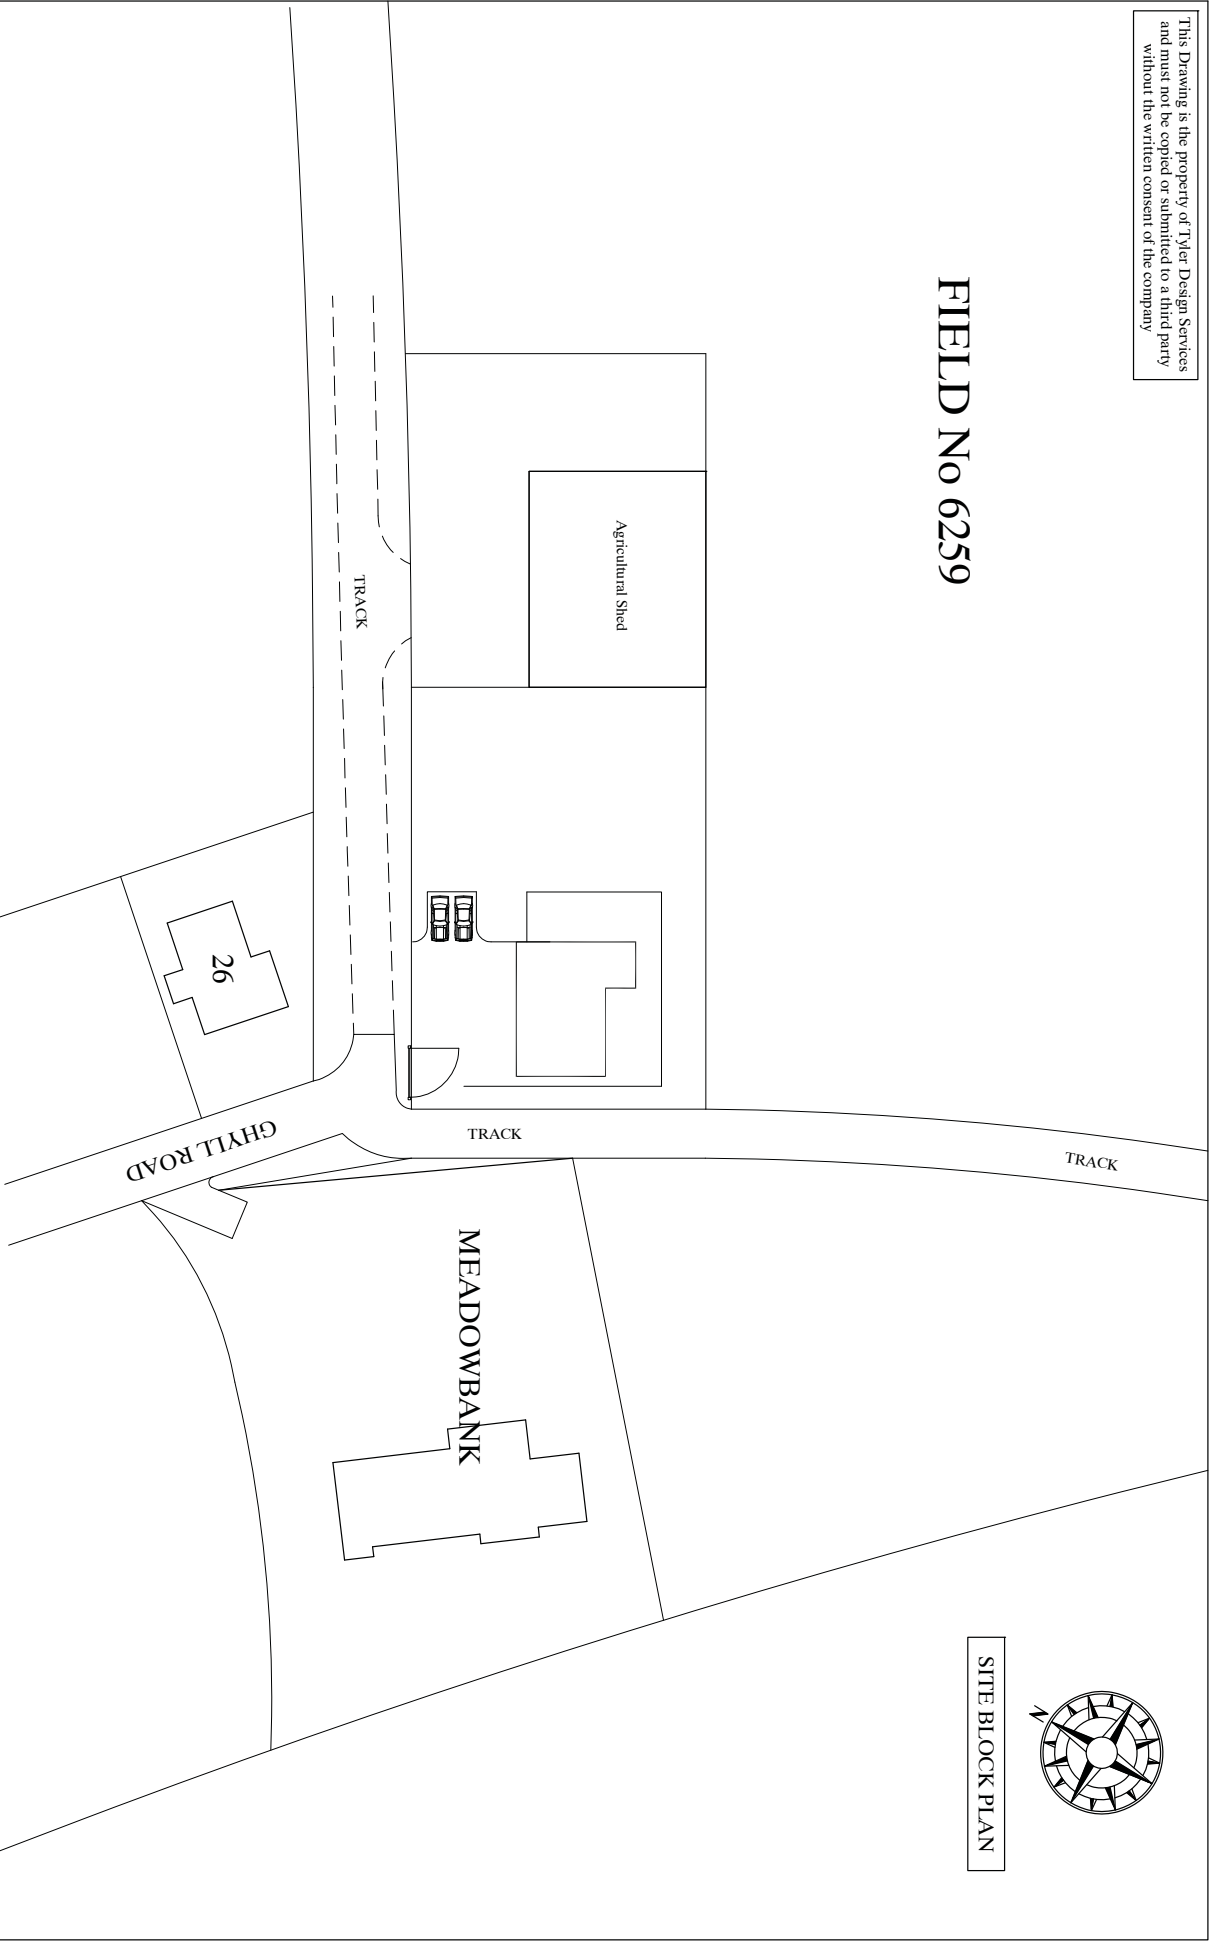 This Drawing is the property of Tyler Design Services
and must not be copied or submitted to a third party
without the written consent of the company
FIELD No 6259
Agricultural Shed
TRACK
26
GHYLL ROAD
TRACK
TRACK
MEADOWBANK
N
SITE BLOCK PLAN